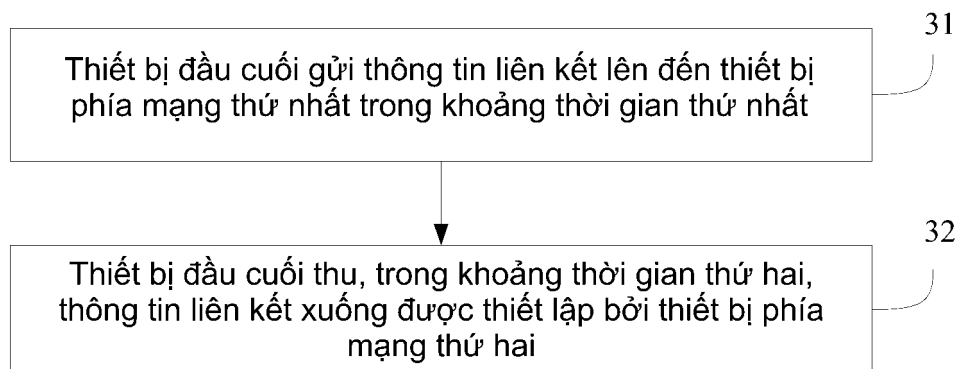 31
Thiết bị đầu cuối gửi thông tin liên kết lên đến thiết bị
phía mạng thứ nhất trong khoảng thời gian thứ nhất
32
Thiết bị đầu cuối thu, trong khoảng thời gian thứ hai,
thông tin liên kết xuống được thiết lập bởi thiết bị phía
mạng thứ hai